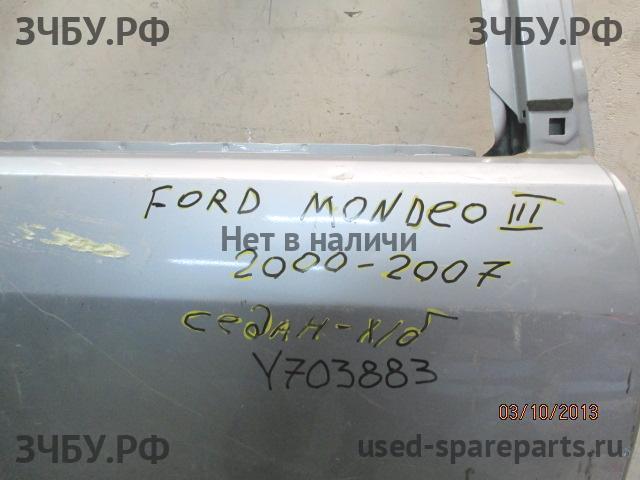 ЗЧБУ.РФ
ЗЧБУ.РФ
FORD MONDEO III
Нет в наличи
2000-2007
седан-х/б
Y703883
03/10/2013
ЗЧБУ.РФ
used-spareparts.ru